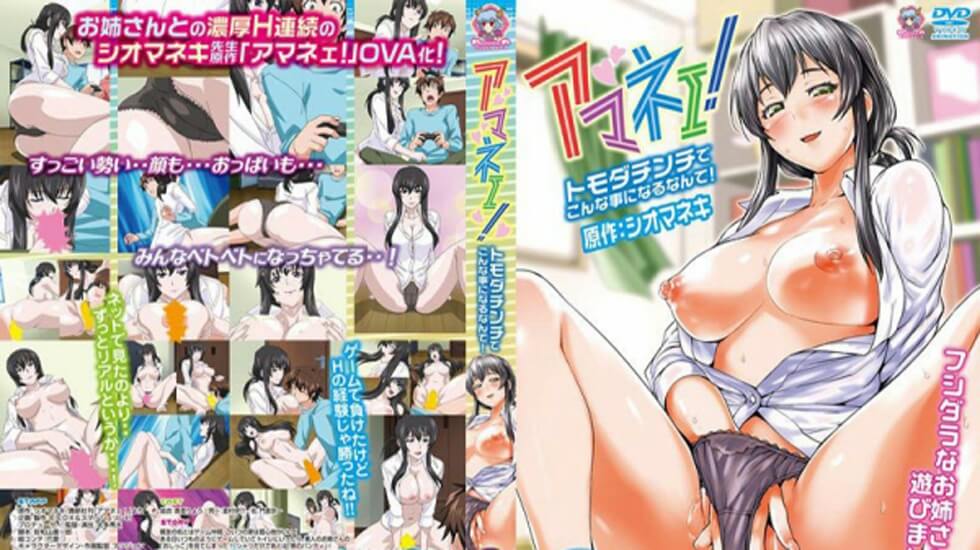 お姉さんとの濃厚H連続の
シオマネキ先生原作「アマネェ!」OVA化!
すっごい勢い・・顔も・・・おっぱいも・・・
みんなベトベトになっちゃてる・・!
ネットで見たのより・・
ずっとリアルというか・・・!
ゲームで負けたけど
Hの経験じゃ勝ったね!!
STAFF
CAST
STORY
アマネェ!
トモダチンチで
こんな事になるなんて!
DVD
アマネェ!
トモダチンチで
こんな事になるなんて!
原作:シオマネキ
フシダラなお姉さ
遊びま